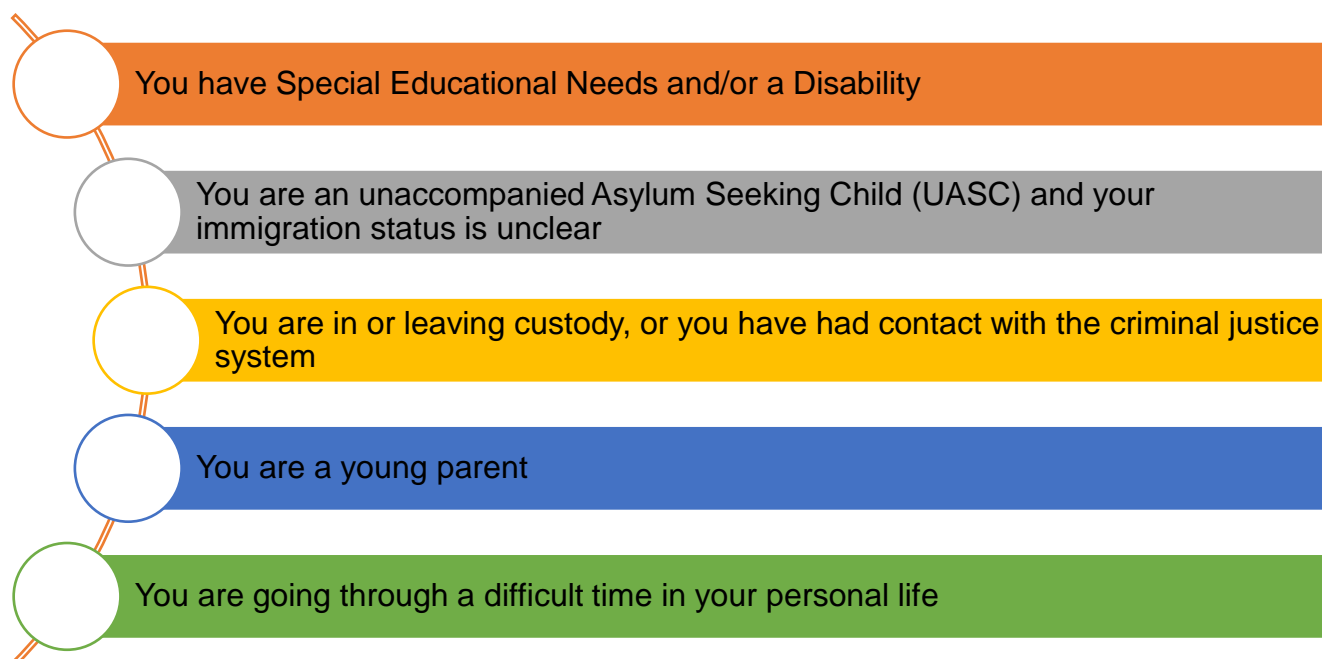 You have Special Educational Needs and/or a Disability
You are an unaccompanied Asylum Seeking Child (UASC) and your
immigration status is unclear
You are in or leaving custody, or you have had contact with the criminal justice
system
You are a young parent
You are going through a difficult time in your personal life